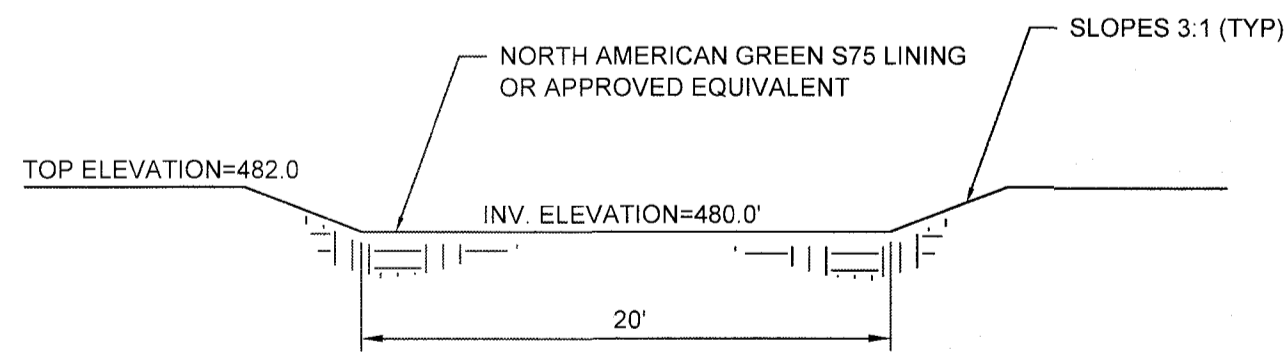 SLOPES 3:1 (TYP)
NORTH AMERICAN GREEN S75 LINING
OR APPROVED EQUIVALENT
TOP ELEVATION=482.0
INV. ELEVATION=480.0'
20'